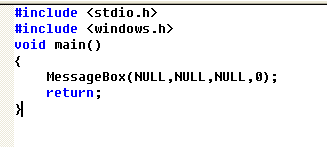 #include <stdio.h>
#include <windows.h>
void main()
{
    MessageBox(NULL,NULL,NULL,0);
    return;
}